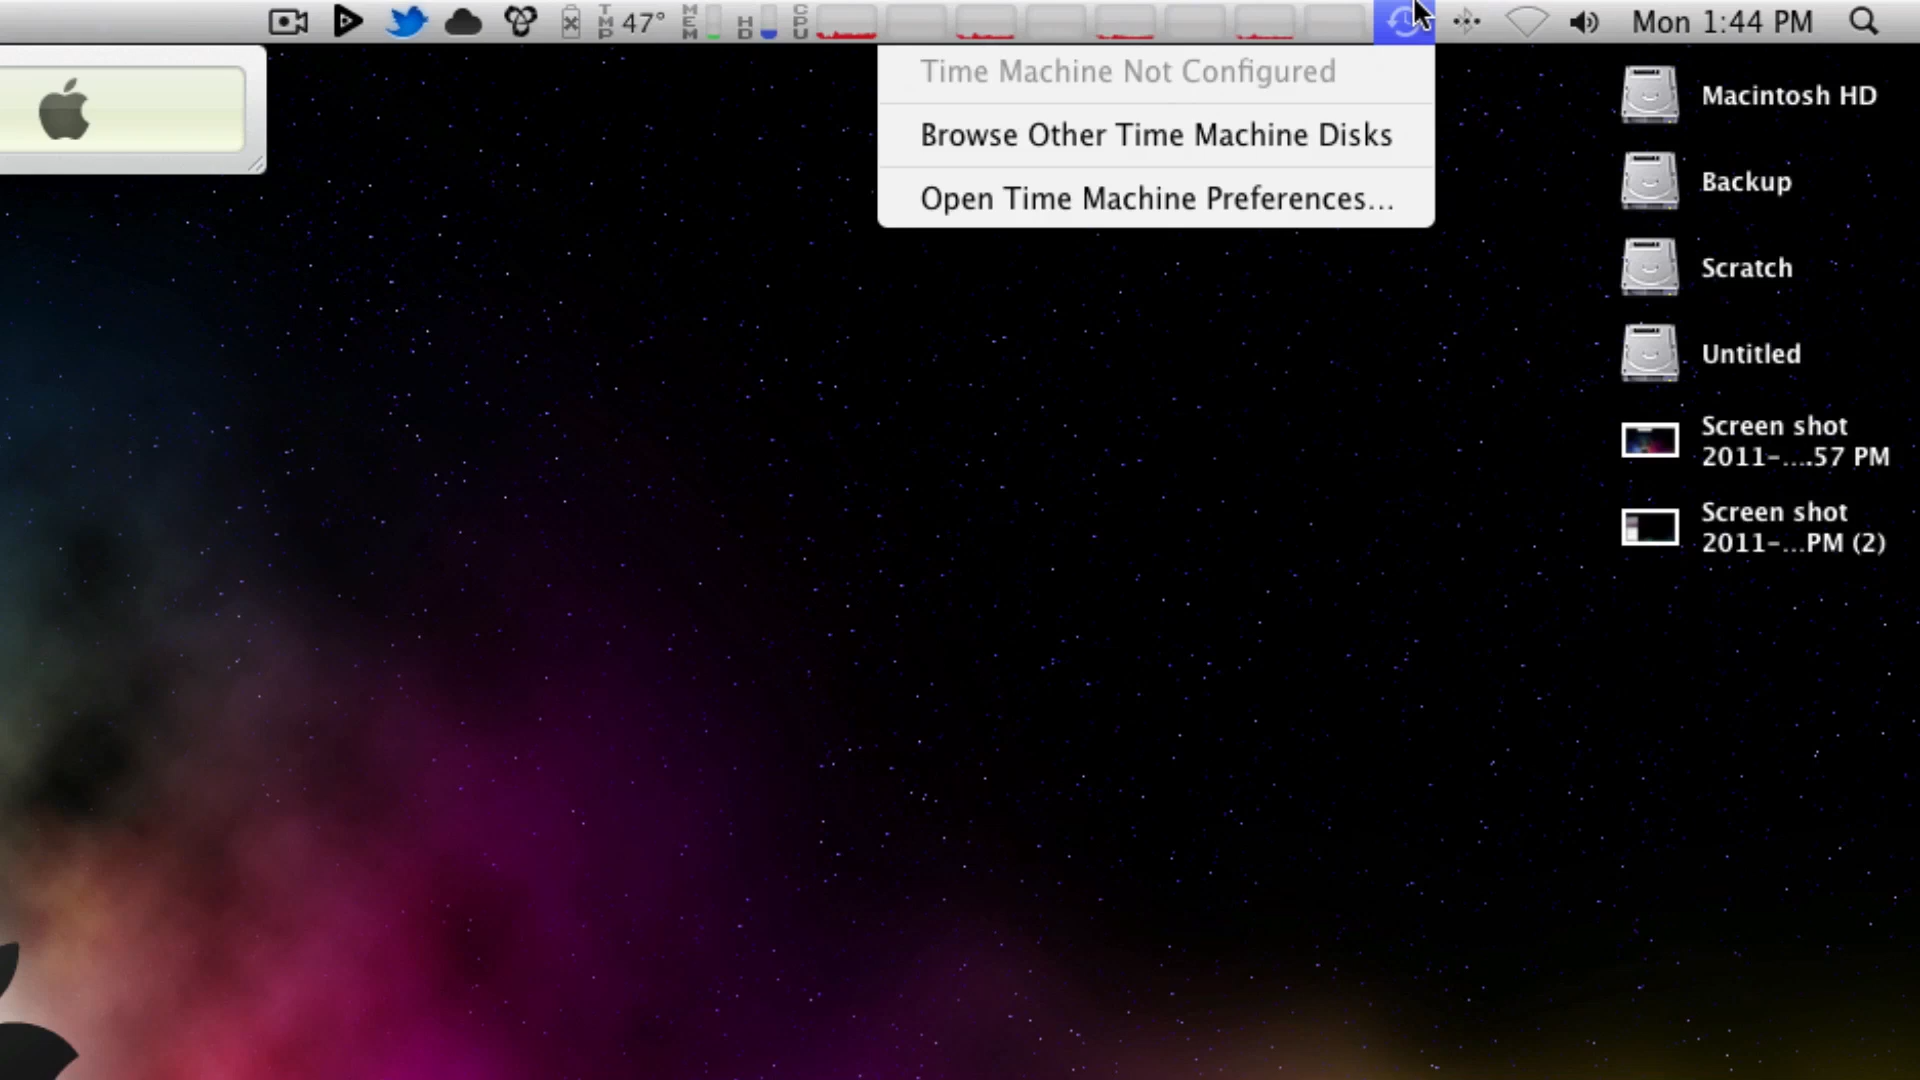 TMP 47° MEM HD CPU Mon 1:44 PM
Time Machine Not Configured
Browse Other Time Machine Disks
Open Time Machine Preferences...
Macintosh HD
Backup
Scratch
Untitled
Screen shot
2011-....57 PM
Screen shot
2011-...PM (2)